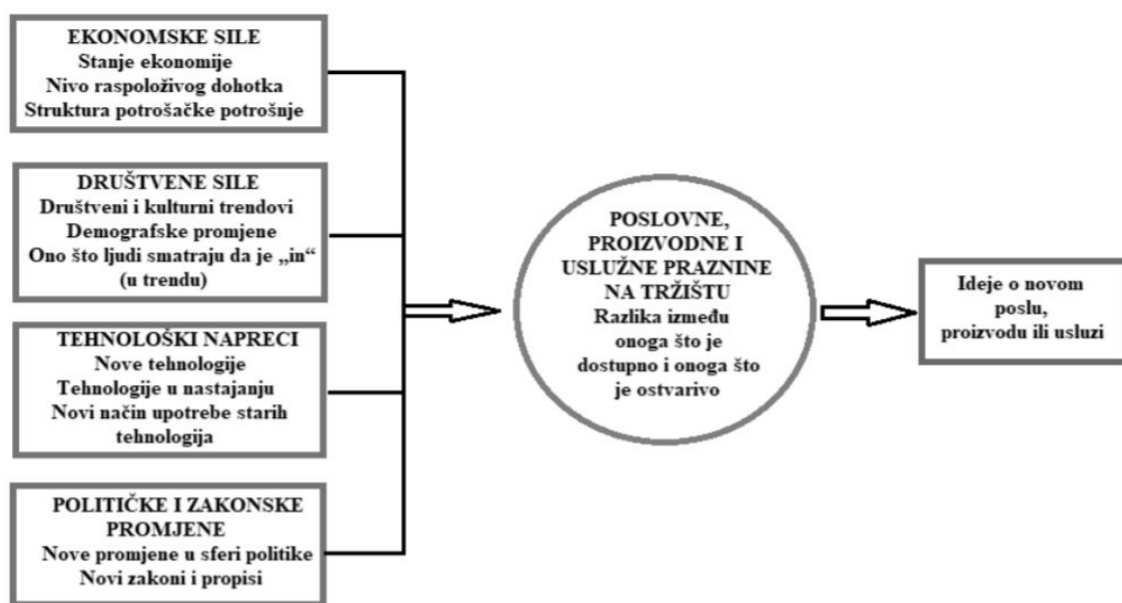 EKONOMSKE SILE
Stanje ekonomije
Nivo raspoloživog dohotka
Struktura potrošačke potrošnje
DRUŠTVENE SILE
Društveni i kulturni trendovi
Demografske promjene
Ono što ljudi smatraju da je „in“
(u trendu)
TEHNOLOŠKI NAPRECI
Nove tehnologije
Tehnologije u nastajanju
Novi način upotrebe starih
tehnologija
POLITIČKE I ZAKONSKE
PROMJENE
Nove promjene u sferi politike
Novi zakoni i propisi
POSLOVNE,
PROIZVODNE I
USLUŽNE PRAZNINE
NA TRŽIŠTU
Razlika između
onoga što je
dostupno i onoga što
je ostvarivo
Ideje o novom
poslu,
proizvodu ili usluzi